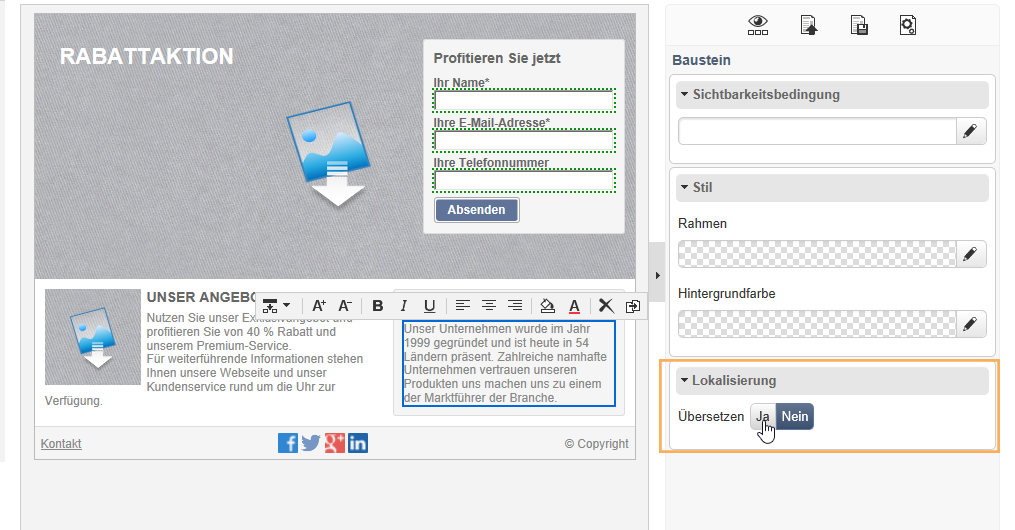 RABATTAKTION
Profitieren Sie jetzt
Ihr Name*
Ihre E-Mail-Adresse*
Ihre Telefonnummer
Absenden
UNSER ANGEBO
Nutzen Sie unser Exklusivangebot und
profitieren Sie von 40 % Rabatt und
unserem Premium-Service.
Für weiterführende Informationen stehen
Ihnen unsere Webseite und unser
Kundenservice rund um die Uhr zur
Verfügung.
A+ A- B I U A
Unser Unternehmen wurde im Jahr
1999 gegründet und ist heute in 54
Ländern präsent. Zahlreiche namhafte
Unternehmen vertrauen unseren
Produkten uns machen uns zu einem
der Marktführer der Branche.
Kontakt
f g+ in
© Copyright
Baustein
Sichtbarkeitsbedingung
Stil
Rahmen
Hintergrundfarbe
Lokalisierung
Übersetzen Ja Nein